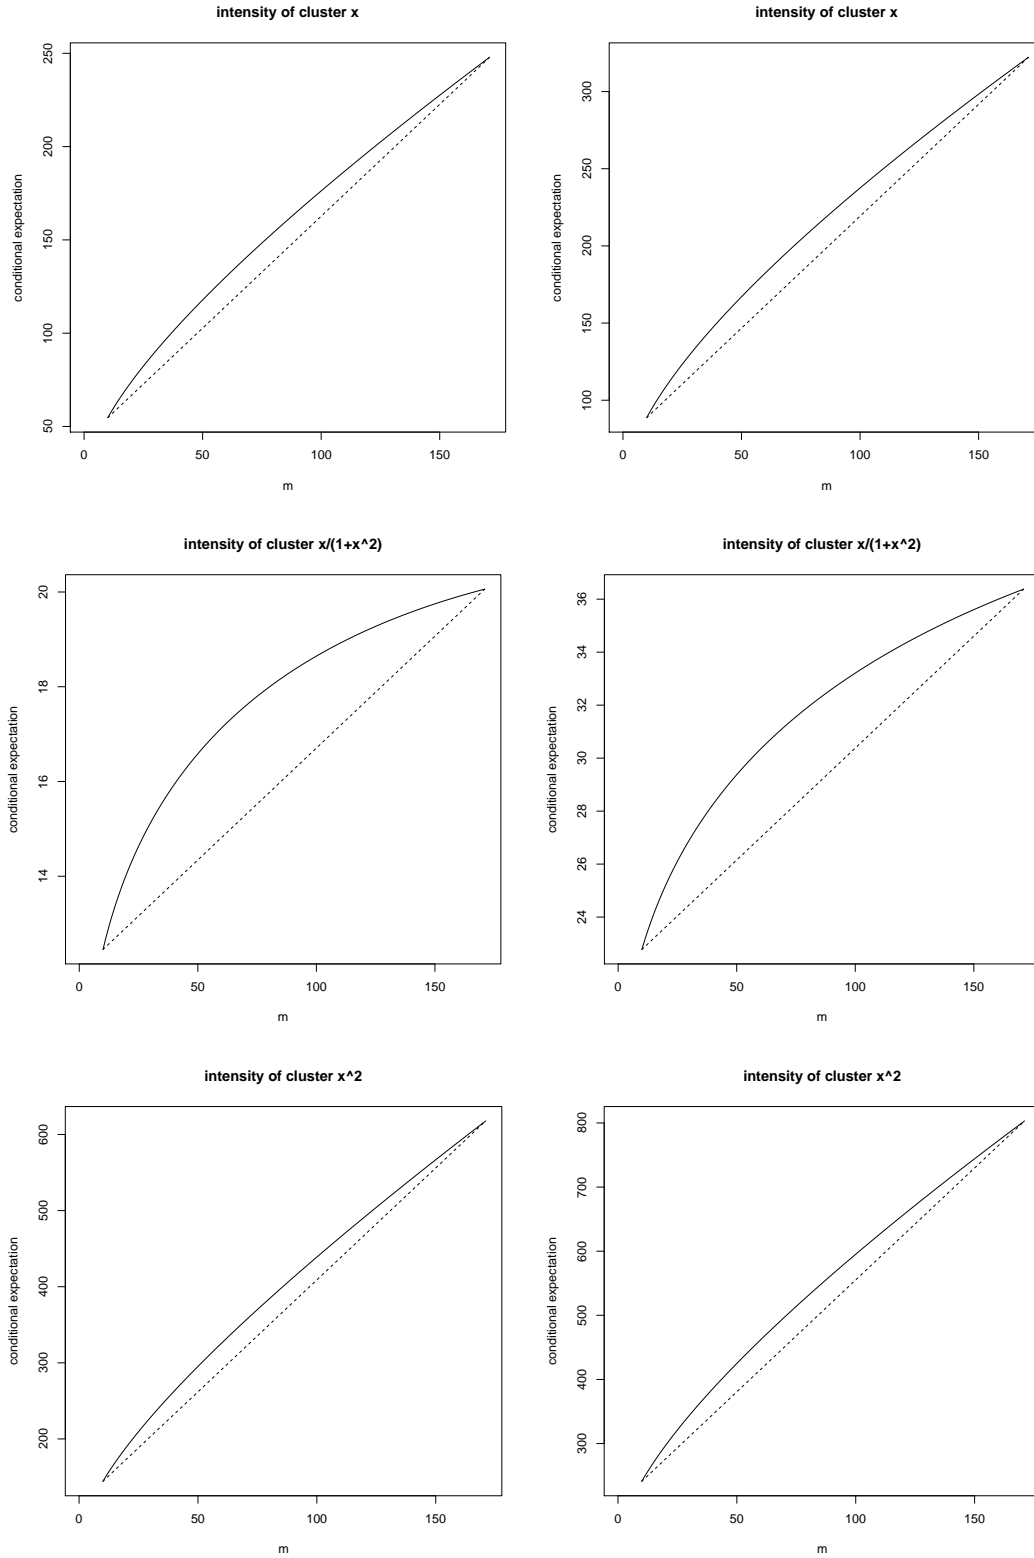 intensity of cluster x
conditional expectation
250
200
150
100
50
0 50 100 150
m
intensity of cluster x
conditional expectation
300
250
200
150
100
0 50 100 150
m
intensity of cluster x/(1+x^2)
conditional expectation
20
18
16
14
0 50 100 150
m
intensity of cluster x/(1+x^2)
conditional expectation
36
34
32
30
28
26
24
0 50 100 150
m
intensity of cluster x^2
conditional expectation
600
500
400
300
200
0 50 100 150
m
intensity of cluster x^2
conditional expectation
800
700
600
500
400
300
0 50 100 150
m